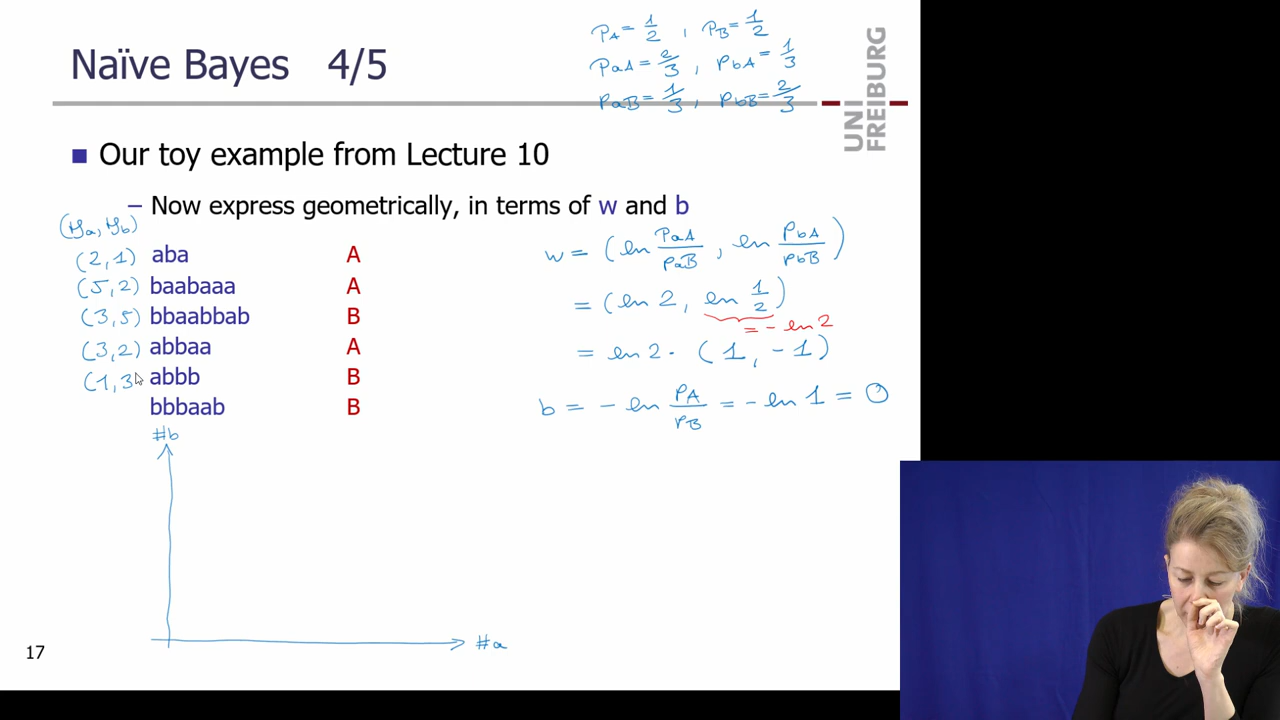 Naïve Bayes 4/5
p_A = 1/2 , p_B = 1/2
p_aA = 2/3 , p_bA = 1/3
p_aB = 1/3 , p_bB = 2/3
UNI
FREIBURG
■ Our toy example from Lecture 10
– Now express geometrically, in terms of w and b
(#a, #b)
(2,1) aba A
(5,2) baabaaa A
(3,5) bbaabbab B
(3,2) abbaa A
(1,3 abbb B
bbbaab B
w = (ln p_aA/p_aB , ln p_bA/p_bB)
= (ln 2, ln 1/2)
= - ln 2
= ln 2 · (1, -1)
b = - ln p_A/p_B = - ln 1 = 0
#b
#a
17